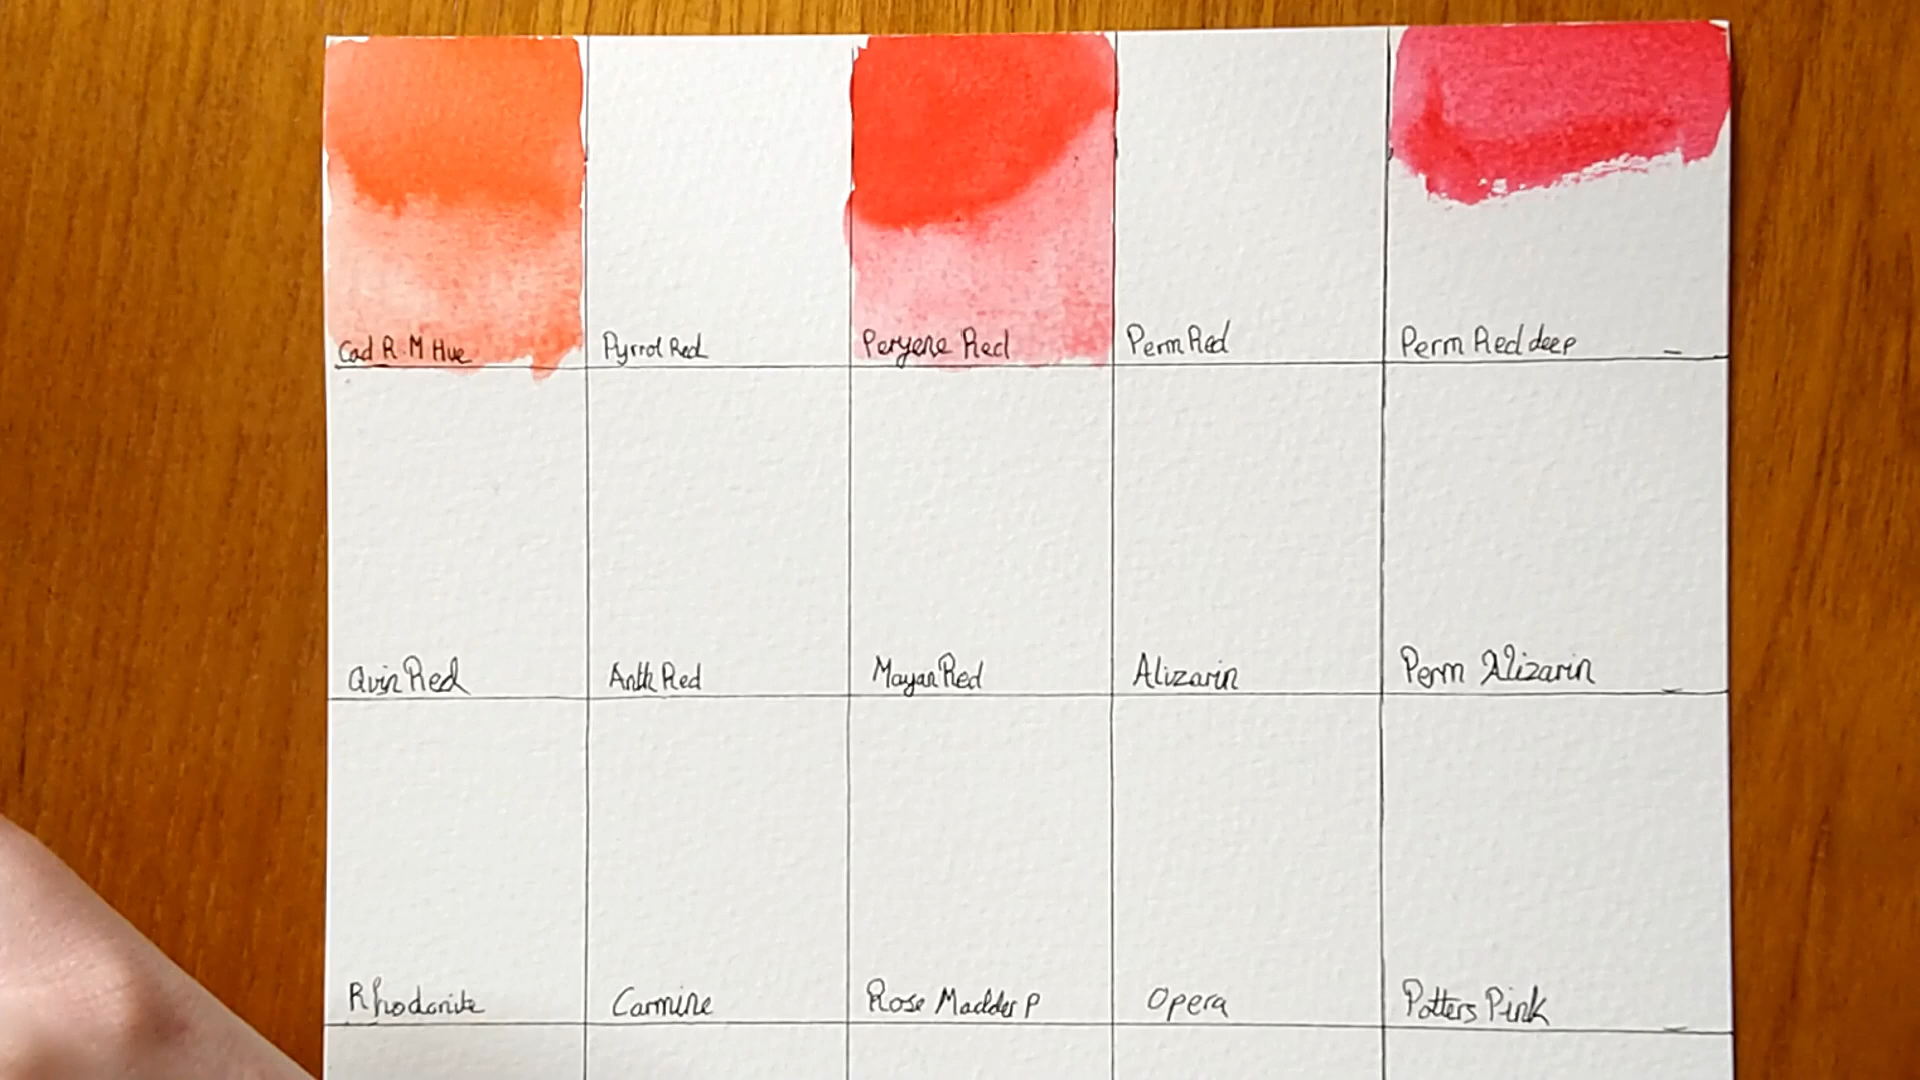 Cad R. M Hue
Pyrrol Red
Peryene Red
Perm Red
Perm Red deep
Quin Red
Anth Red
Mayan Red
Alizarin
Perm Alizarin
Rhodonite
Carmine
Rose Madder P
Opera
Potters Pink